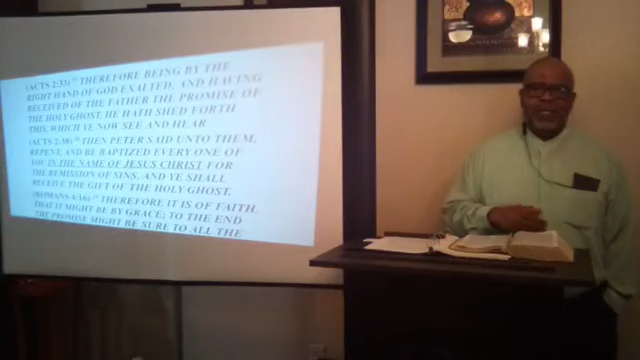 (ACTS 2:33) 33 THEREFORE BEING BY THE
RIGHT HAND OF GOD EXALTED, AND HAVING
RECEIVED OF THE FATHER THE PROMISE OF
THE HOLY GHOST, HE HATH SHED FORTH
THIS, WHICH YE NOW SEE AND HEAR
(ACTS 2:38) 38 THEN PETER SAID UNTO THEM,
REPENT, AND BE BAPTIZED EVERY ONE OF
YOU IN THE NAME OF JESUS CHRIST FOR
THE REMISSION OF SINS, AND YE SHALL
RECEIVE THE GIFT OF THE HOLY GHOST.
(ROMANS 4:16) 16 THEREFORE IT IS OF FAITH,
THAT IT MIGHT BE BY GRACE; TO THE END
THE PROMISE MIGHT BE SURE TO ALL THE